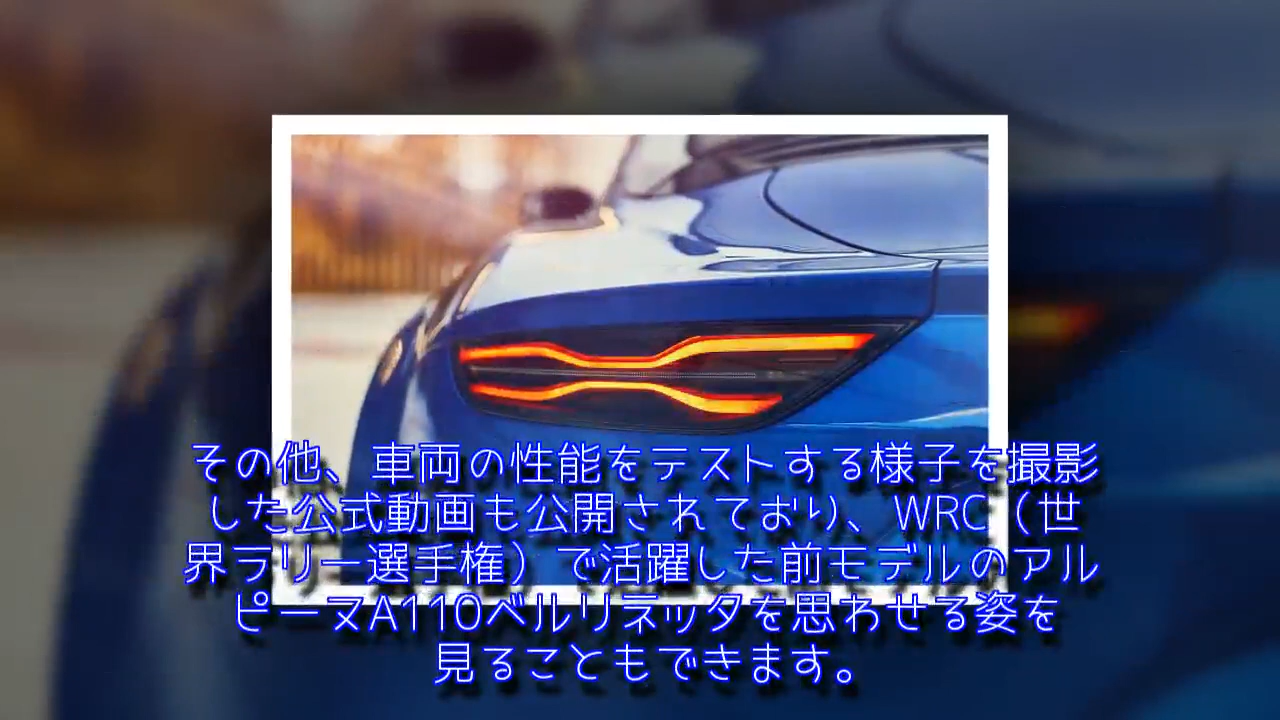 その他、車両の性能をテストする様子を撮影
した公式動画も公開されており、WRC（世
界ラリー選手権）で活躍した前モデルのアル
ピーヌA110ベルリネッタを思わせる姿を
見ることもできます。